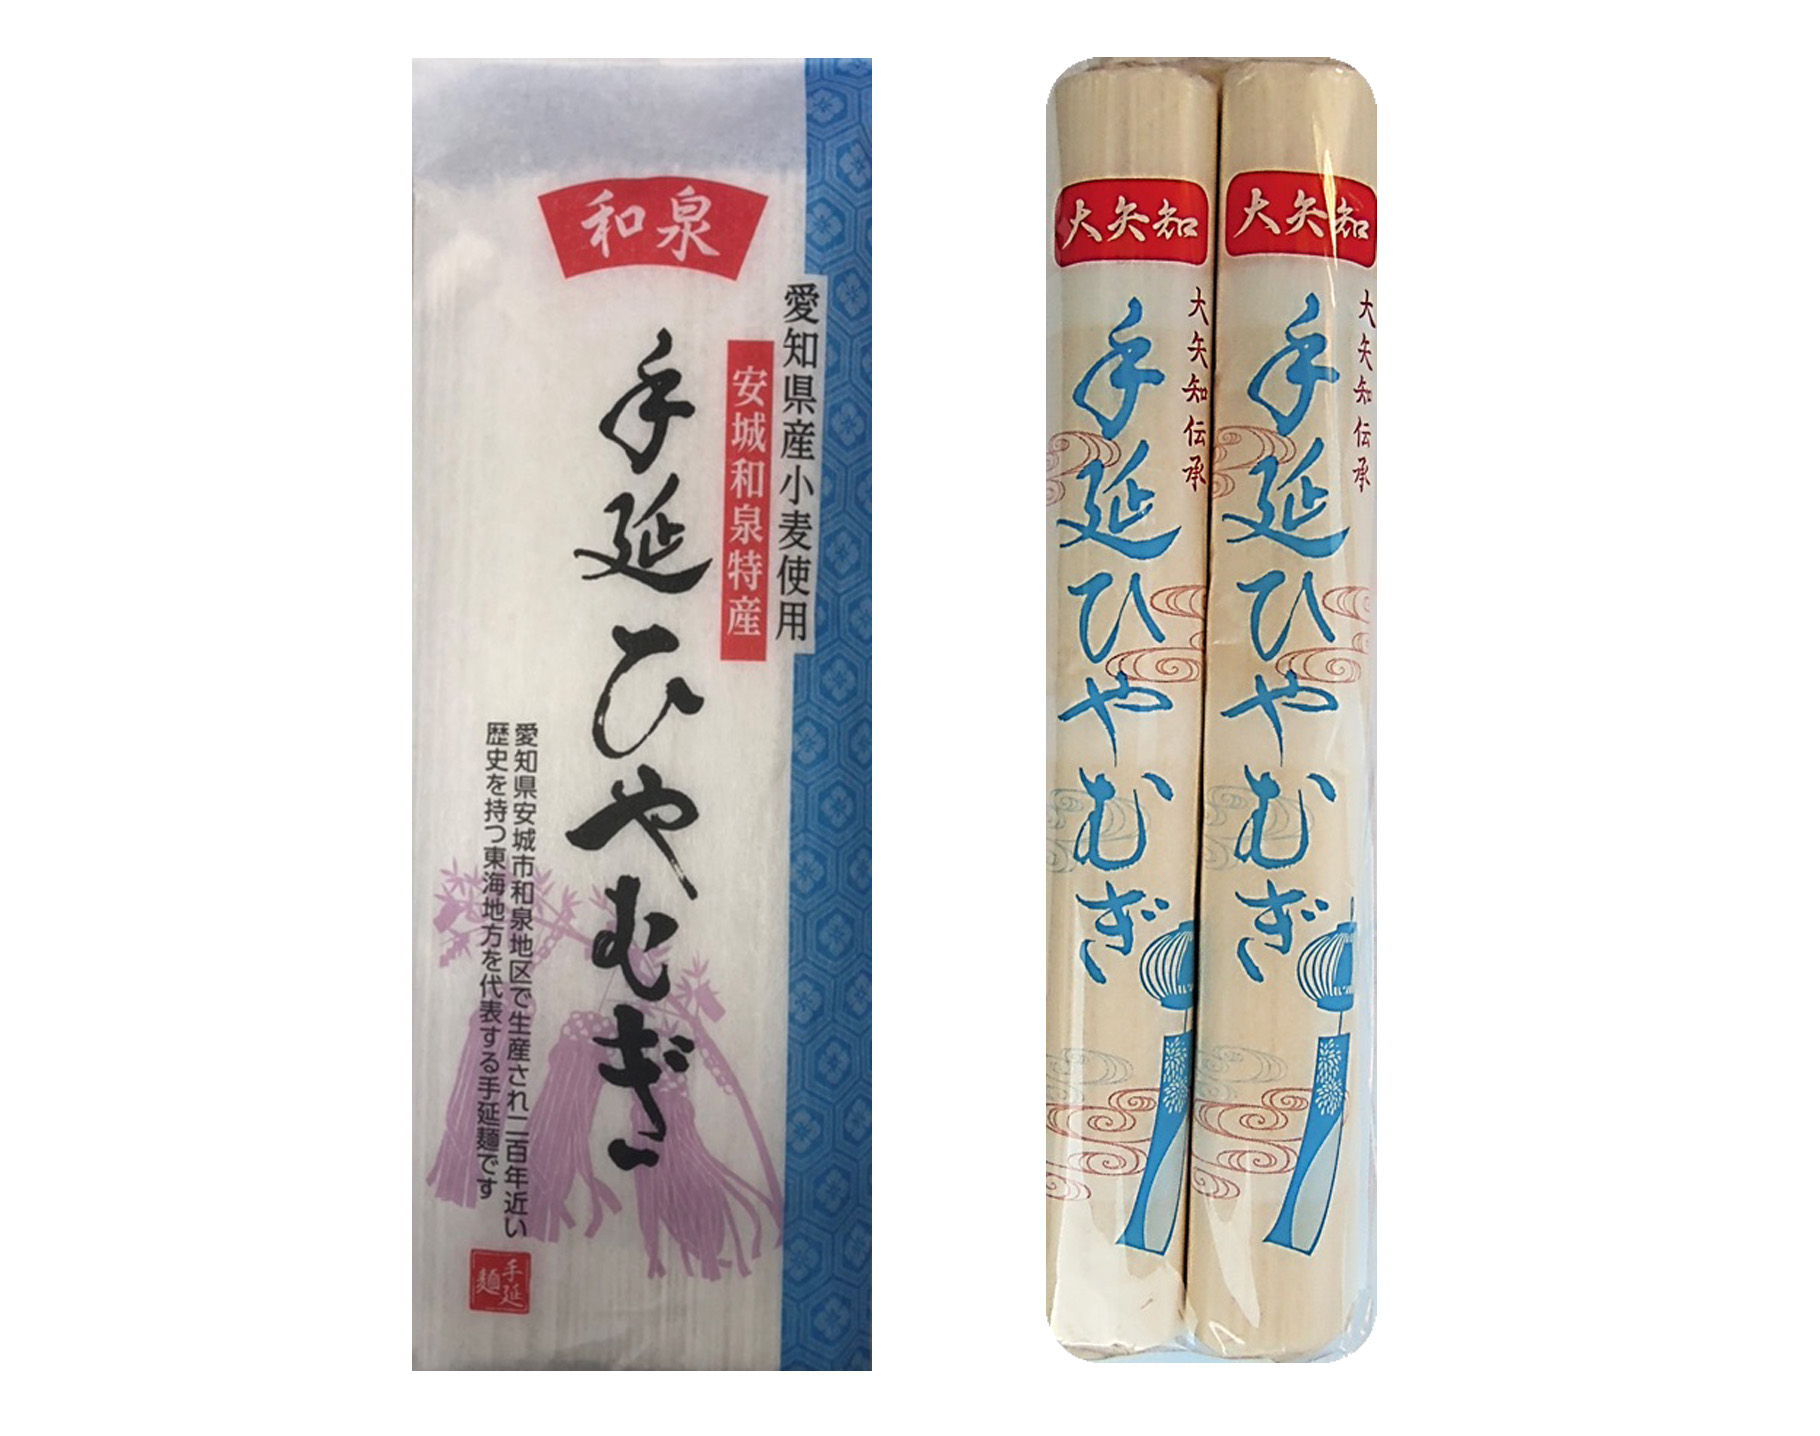 和泉
愛知県産小麦使用
安城和泉特産
手延ひやむぎ
愛知県安城市和泉地区で生産され二百年近い
歴史を持つ東海地方を代表する手延麺です
手延
麺
大矢知
大矢知伝承
手延ひやむぎ
大矢知
大矢知伝承
手延ひやむぎ